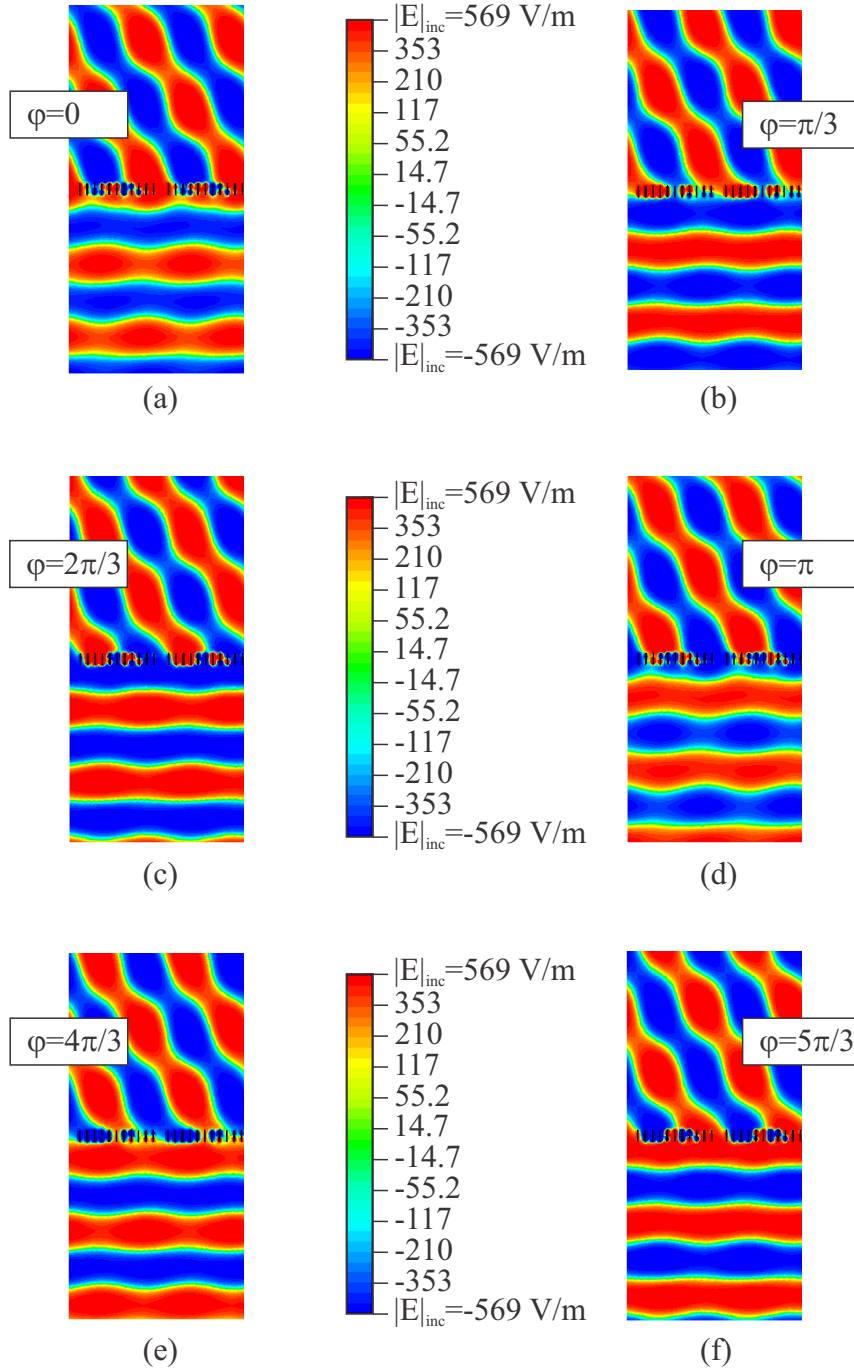 |E|inc=569 V/m
353
210
117
55.2
14.7
-14.7
-55.2
-117
-210
-353
|E|inc=-569 V/m
φ=0
φ=π/3
(a)
(b)
|E|inc=569 V/m
353
210
117
55.2
14.7
-14.7
-55.2
-117
-210
-353
|E|inc=-569 V/m
φ=2π/3
φ=π
(c)
(d)
|E|inc=569 V/m
353
210
117
55.2
14.7
-14.7
-55.2
-117
-210
-353
|E|inc=-569 V/m
φ=4π/3
φ=5π/3
(e)
(f)